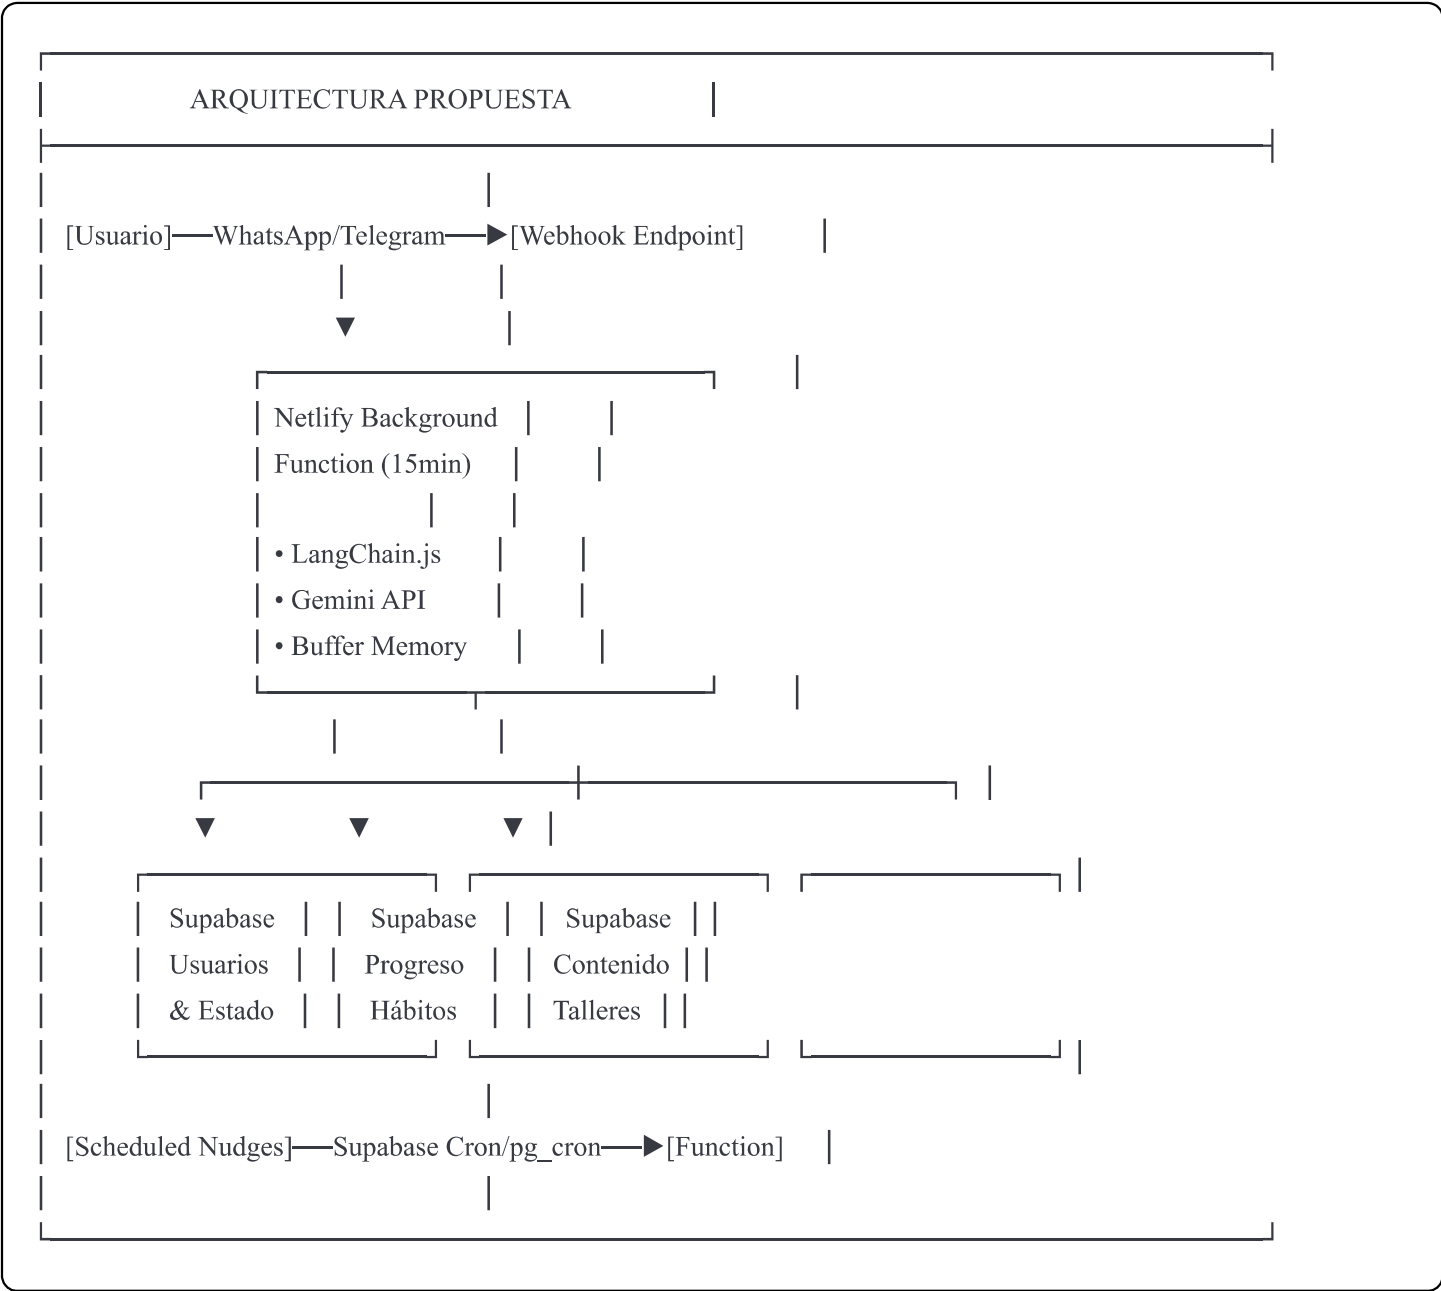 ARQUITECTURA PROPUESTA
[Usuario]──WhatsApp/Telegram──▶[Webhook Endpoint]
Netlify Background
Function (15min)
• LangChain.js
• Gemini API
• Buffer Memory
Supabase Supabase Supabase
Usuarios Progreso Contenido
& Estado Hábitos Talleres
[Scheduled Nudges]──Supabase Cron/pg_cron──▶[Function]